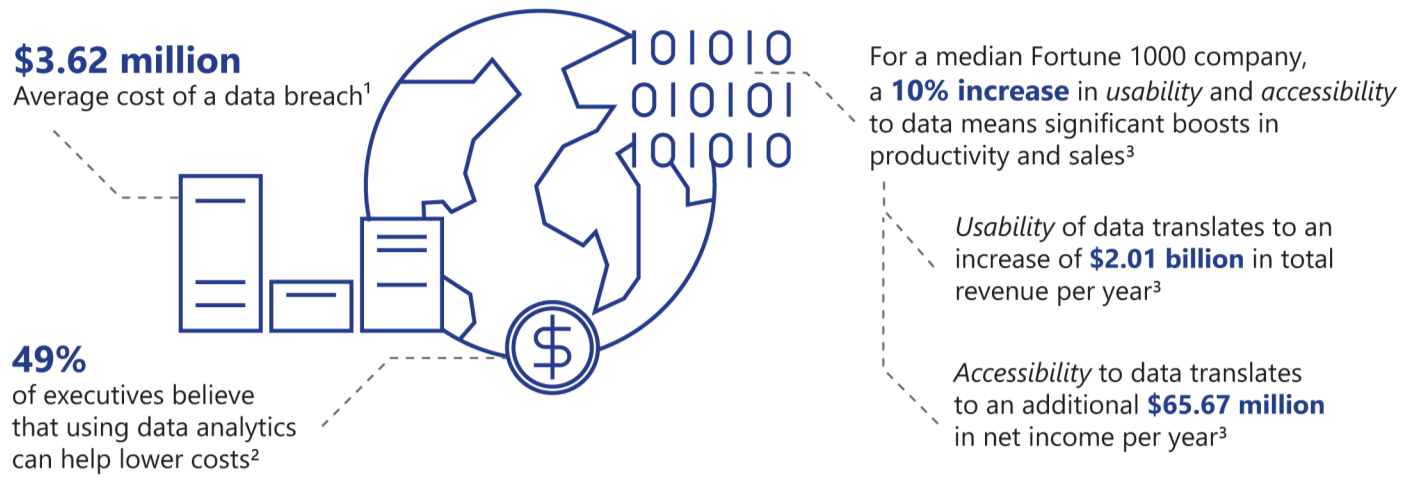 $3.62 million
Average cost of a data breach¹
49%
of executives believe
that using data analytics
can help lower costs²
101010
010101
101010
$
For a median Fortune 1000 company,
a 10% increase in usability and accessibility
to data means significant boosts in
productivity and sales³
Usability of data translates to an
increase of $2.01 billion in total
revenue per year³
Accessibility to data translates
to an additional $65.67 million
in net income per year³